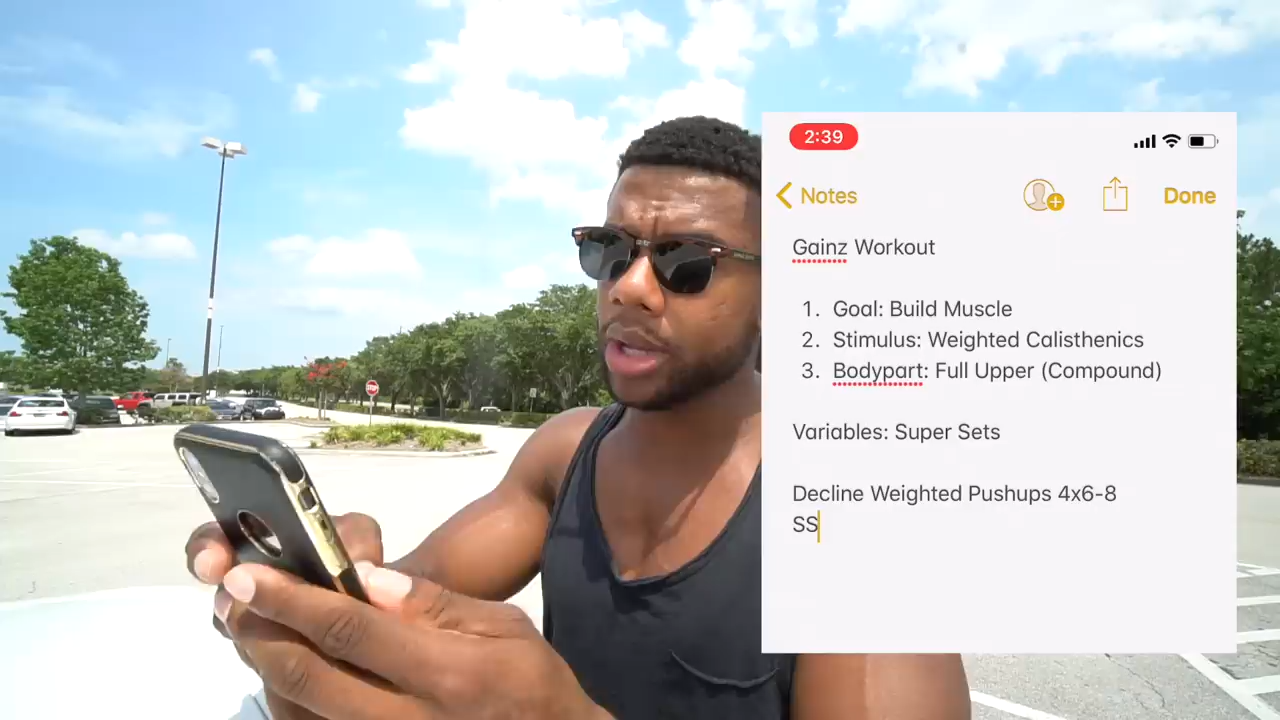 2:39
Notes
Done
Gainz Workout
1. Goal: Build Muscle
2. Stimulus: Weighted Calisthenics
3. Bodypart: Full Upper (Compound)
Variables: Super Sets
Decline Weighted Pushups 4x6-8
SS
STOP